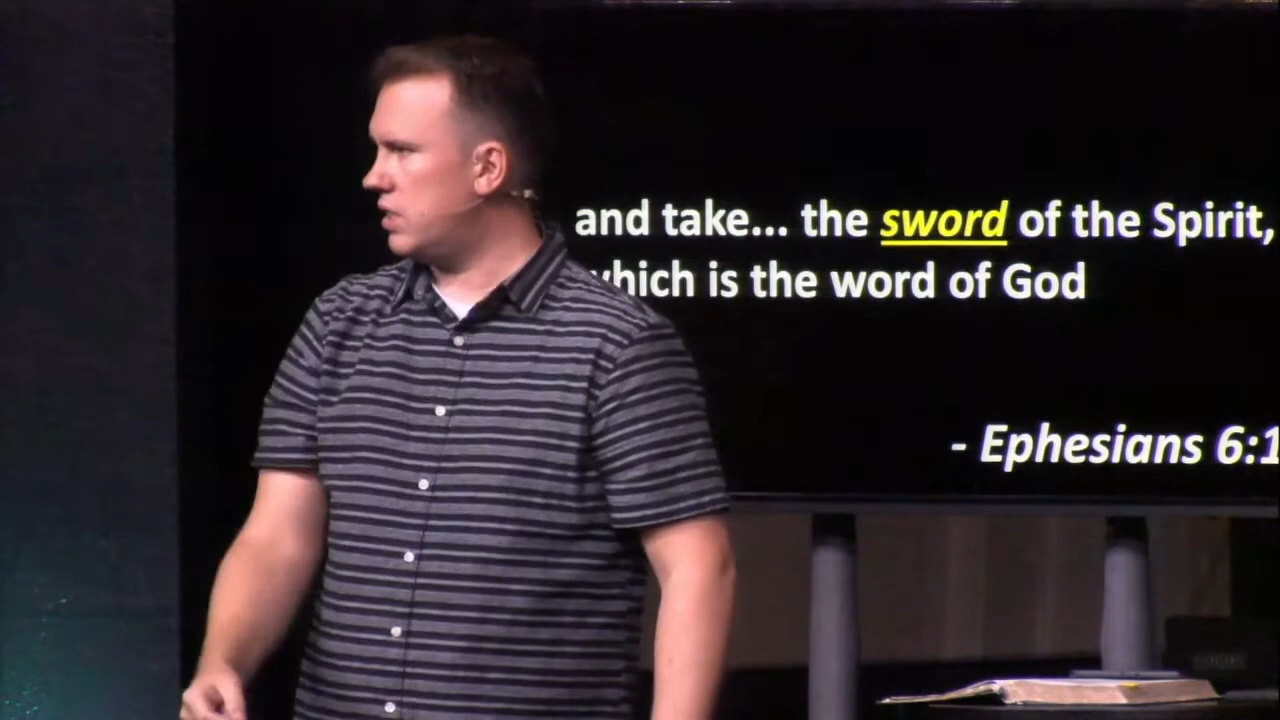 and take... the sword of the Spirit,
which is the word of God
- Ephesians 6:1